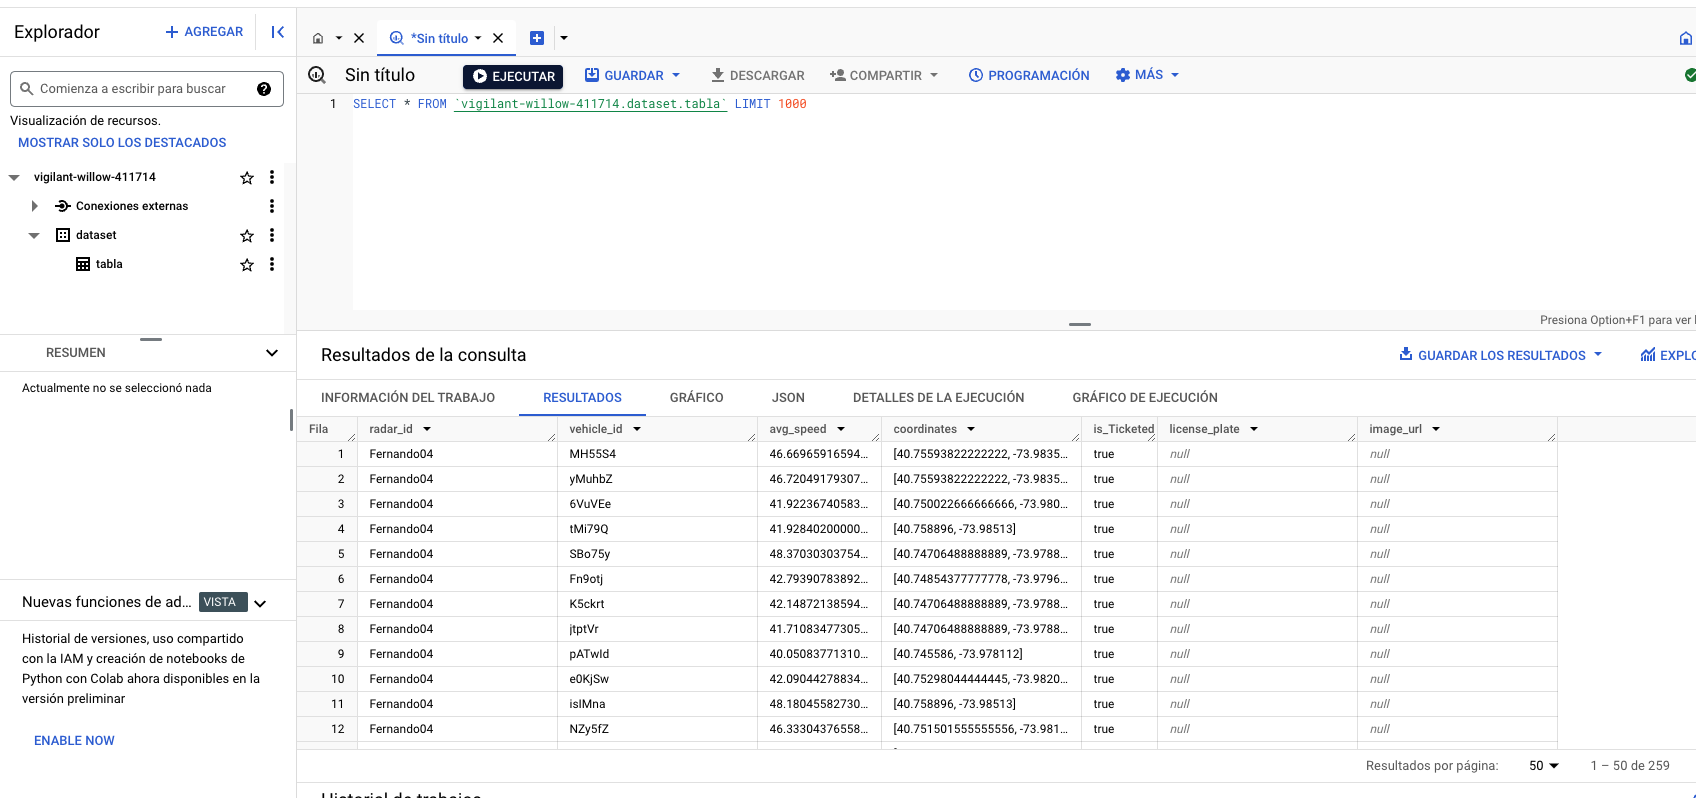 Explorador
AGREGAR
Comienza a escribir para buscar
Visualización de recursos.
MOSTRAR SOLO LOS DESTACADOS
vigilant-willow-411714
Conexiones externas
dataset
tabla
RESUMEN
Actualmente no se seleccionó nada
Nuevas funciones de ad... VISTA
Historial de versiones, uso compartido
con la IAM y creación de notebooks de
Python con Colab ahora disponibles en la
versión preliminar
ENABLE NOW
*Sin título
Sin título EJECUTAR GUARDAR DESCARGAR COMPARTIR PROGRAMACIÓN MÁS
1 SELECT * FROM `vigilant-willow-411714.dataset.tabla` LIMIT 1000
Presiona Option+F1 para ver
Resultados de la consulta GUARDAR LOS RESULTADOS EXPLO
INFORMACIÓN DEL TRABAJO RESULTADOS GRÁFICO JSON DETALLES DE LA EJECUCIÓN GRÁFICO DE EJECUCIÓN
Fila radar_id vehicle_id avg_speed coordinates is_Ticketed license_plate image_url
1 Fernando04 MH55S4 46.66965916594... [40.75593822222222, -73.9835... true null null
2 Fernando04 yMuhbZ 46.72049179307... [40.75593822222222, -73.9835... true null null
3 Fernando04 6VuVEe 41.92236740583... [40.750022666666666, -73.980... true null null
4 Fernando04 tMi79Q 41.92840200000... [40.758896, -73.98513] true null null
5 Fernando04 SBo75y 48.37030303754... [40.74706488888889, -73.9788... true null null
6 Fernando04 Fn9otj 42.79390783892... [40.74854377777778, -73.9796... true null null
7 Fernando04 K5ckrt 42.14872138594... [40.74706488888889, -73.9788... true null null
8 Fernando04 jtptVr 41.71083477305... [40.74706488888889, -73.9788... true null null
9 Fernando04 pATwId 40.05083771310... [40.745586, -73.978112] true null null
10 Fernando04 e0KjSw 42.09044278834... [40.75298044444445, -73.9820... true null null
11 Fernando04 isIMna 48.18045582730... [40.758896, -73.98513] true null null
12 Fernando04 NZy5fZ 46.33304376558... [40.751501555555556, -73.981... true null null
Resultados por página: 50 1 – 50 de 259
Historial de trabajos